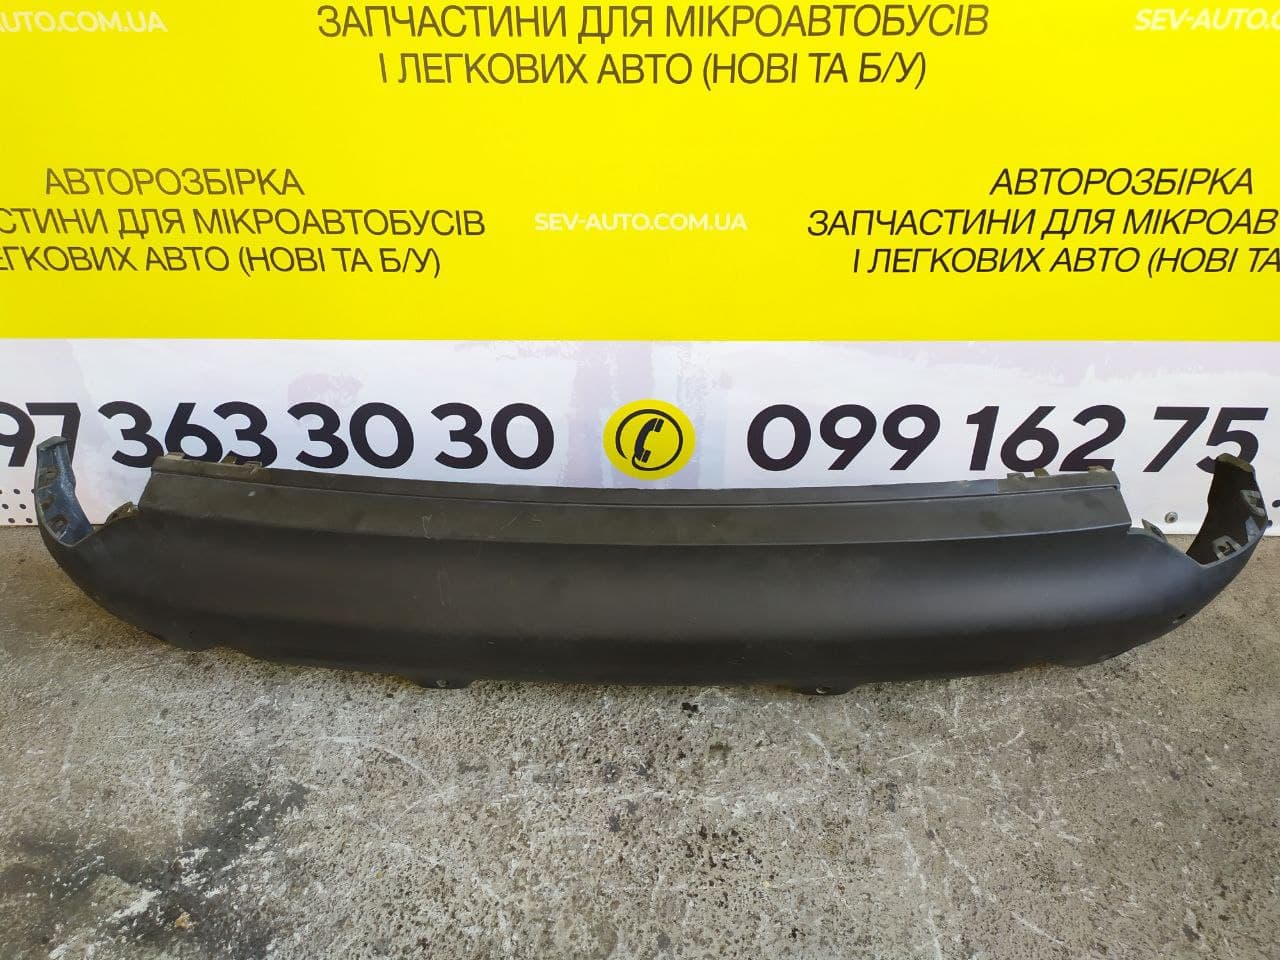 AUTO.COM.UA
ЗАПЧАСТИНИ ДЛЯ МІКРОАВТОБУСІВ
І ЛЕГКОВИХ АВТО (НОВІ ТА Б/У)
SEV-AUTO.C
АВТОРОЗБІРКА
СТИНИ ДЛЯ МІКРОАВТОБУСІВ
ЕГКОВИХ АВТО (НОВІ ТА Б/У)
SEV-AUTO.COM.UA
АВТОРОЗБІРКА
ЗАПЧАСТИНИ ДЛЯ МІКРОАВ
І ЛЕГКОВИХ АВТО (НОВІ ТА
97 363 30 30
099 162 75